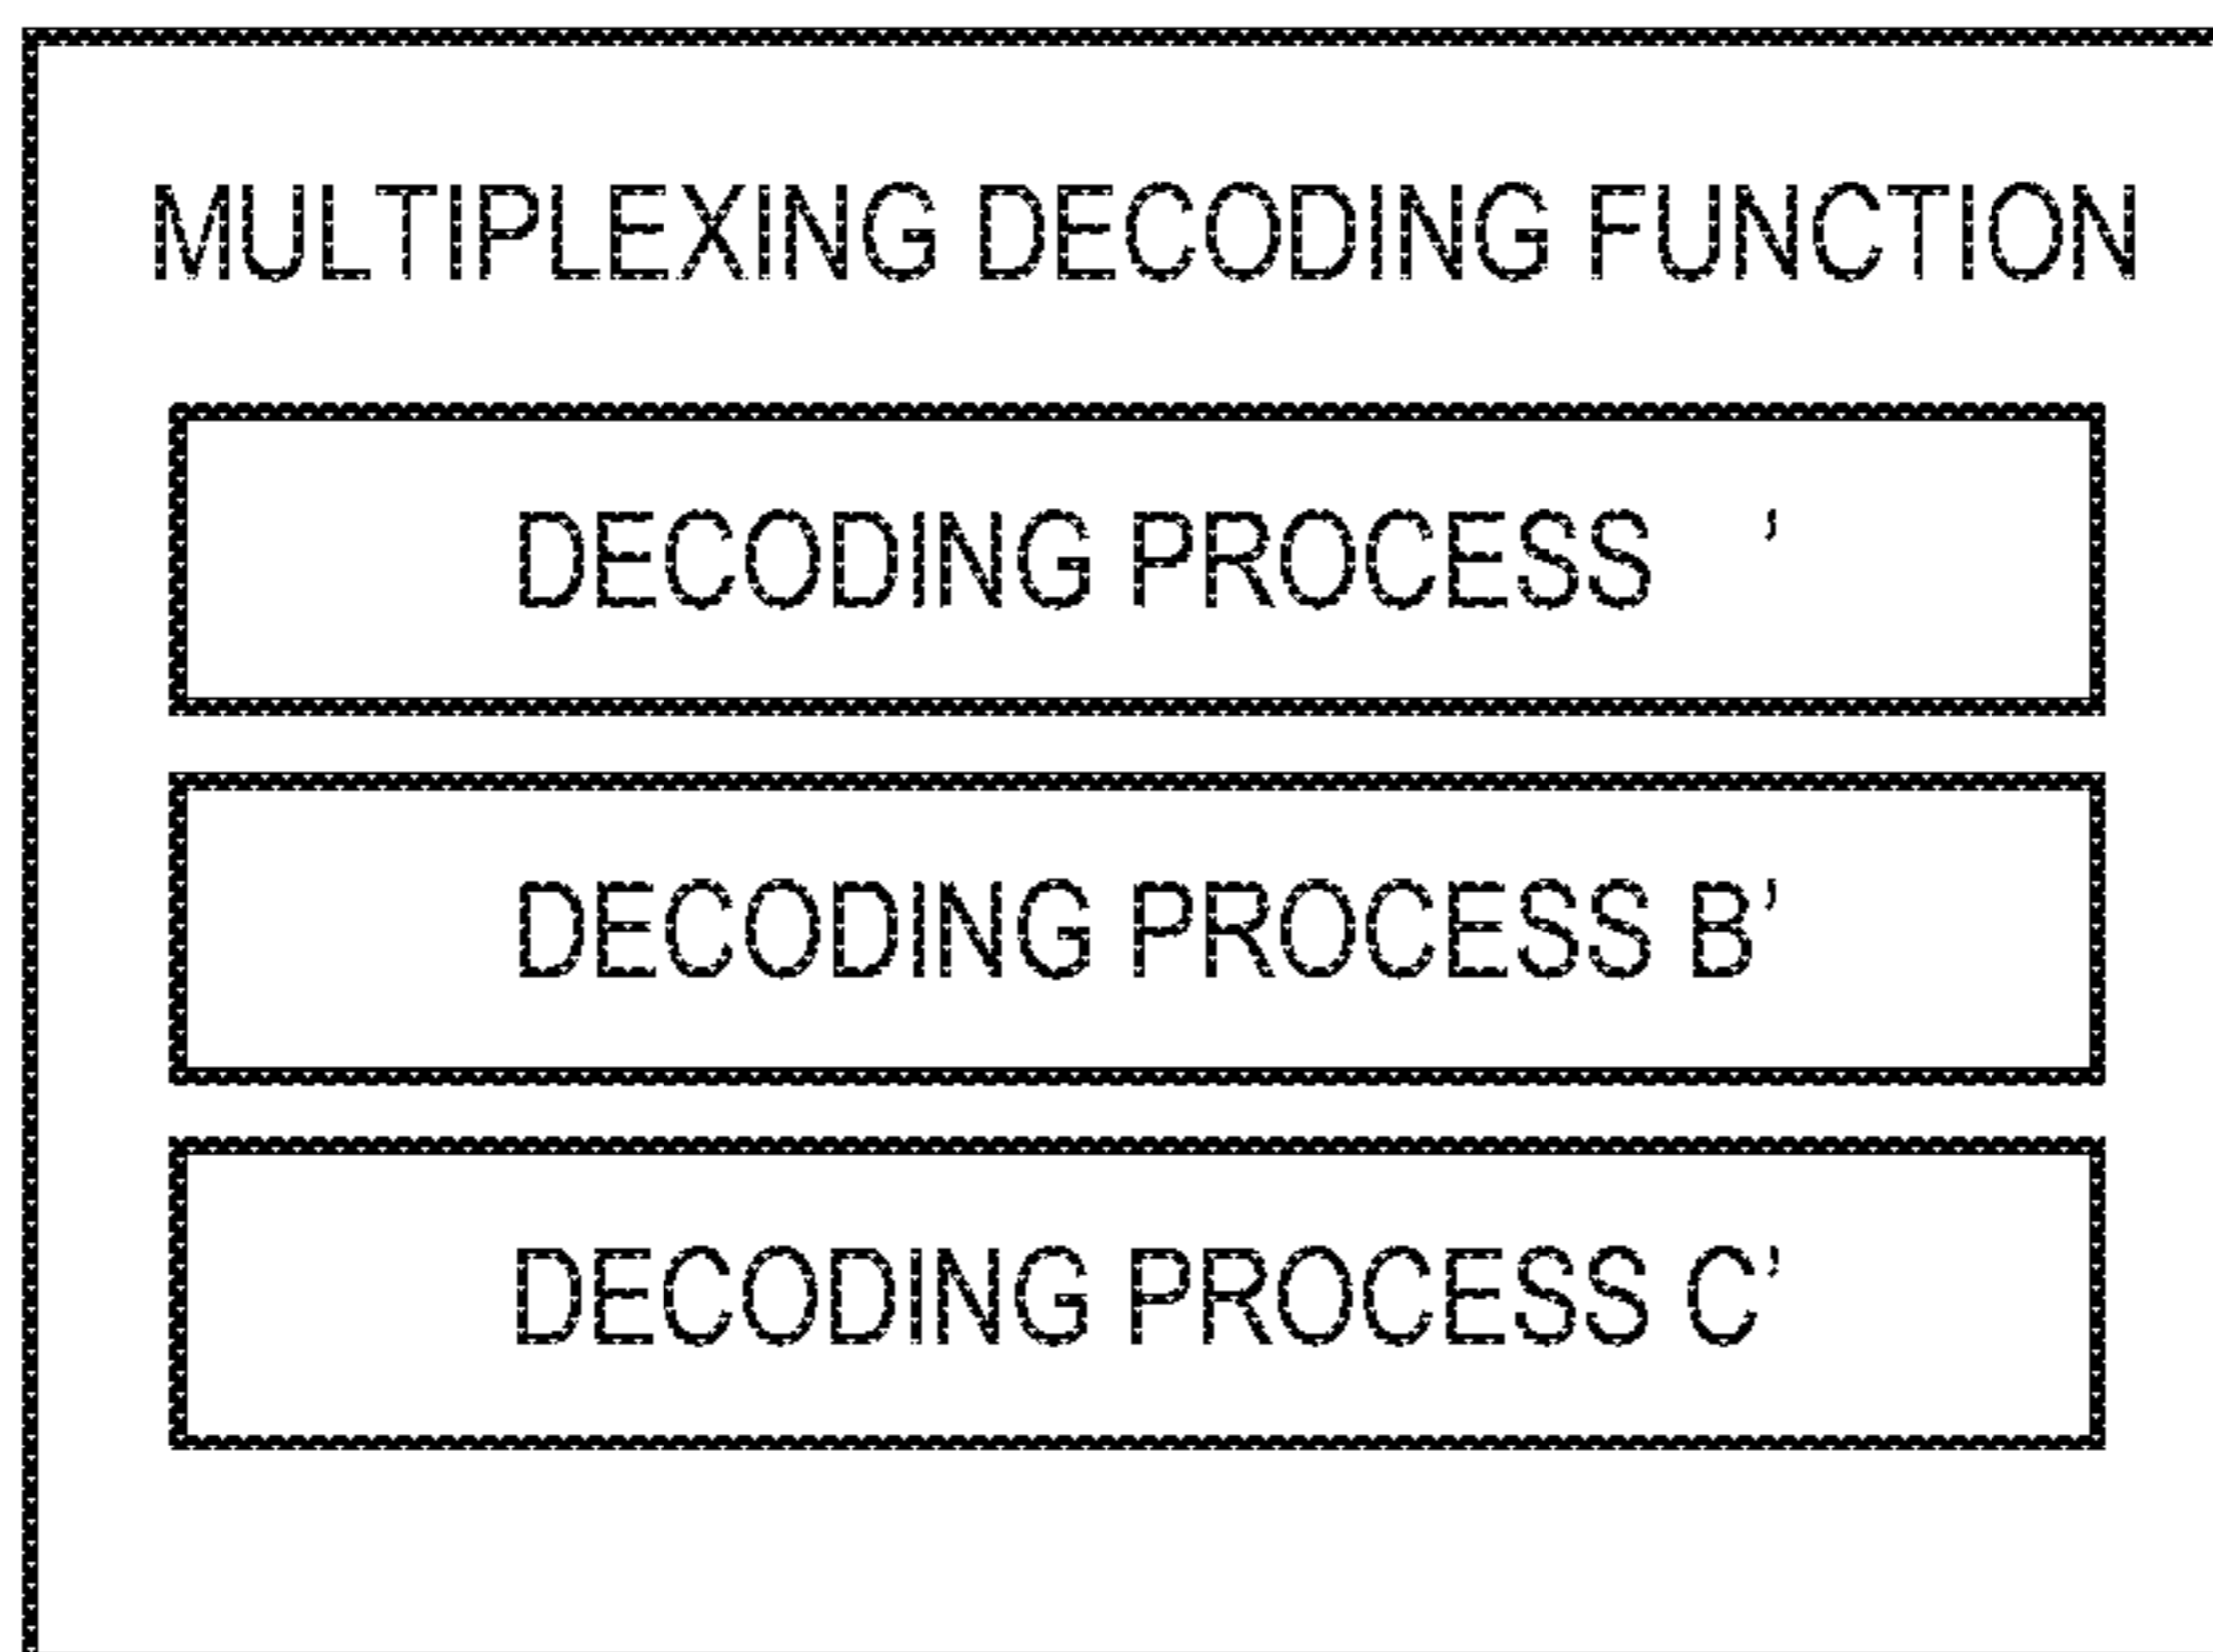 MULTIPLEXING DECODING FUNCTION
DECODING PROCESS '
DECODING PROCESS B'
DECODING PROCESS C'